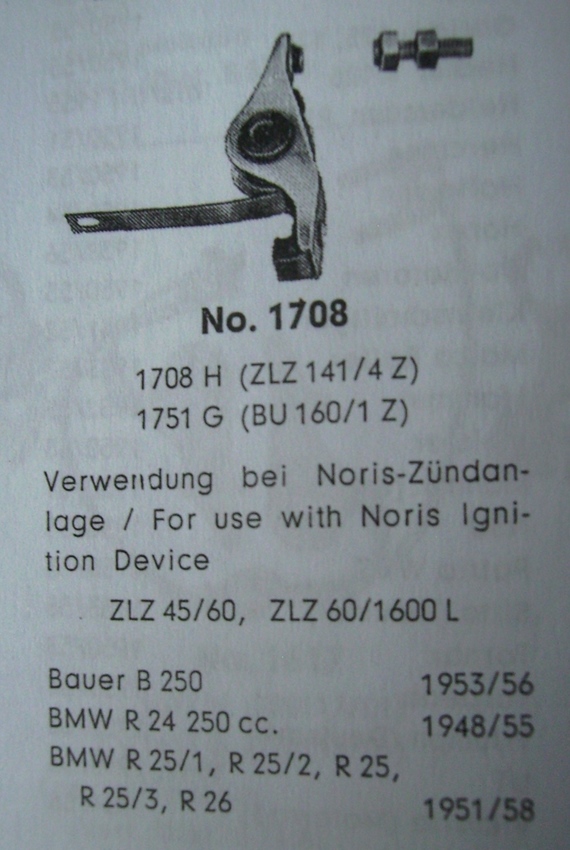 No. 1708
1708 H (ZLZ 141/4 Z)
1751 G (BU 160/1 Z)
Verwendung bei Noris-Zündan-
lage / For use with Noris Igni-
tion Device
ZLZ 45/60, ZLZ 60/1600 L
Bauer B 250 1953/56
BMW R 24 250 cc. 1948/55
BMW R 25/1, R 25/2, R 25,
R 25/3, R 26 1951/58